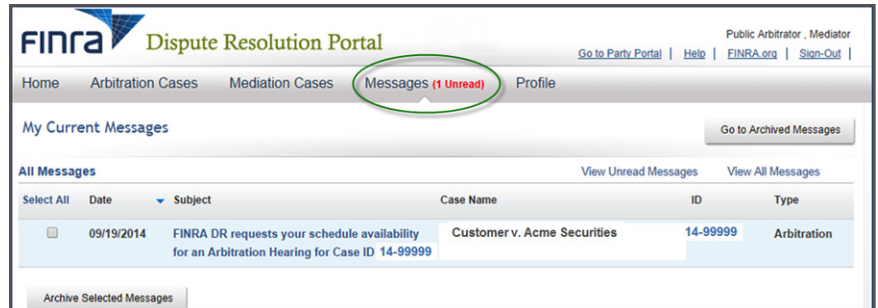 FINRA Dispute Resolution Portal
Public Arbitrator , Mediator
Go to Party Portal | Help | FINRA.org | Sign-Out |
Home Arbitration Cases Mediation Cases Messages (1 Unread) Profile
My Current Messages Go to Archived Messages
All Messages View Unread Messages View All Messages
Select All Date Subject Case Name ID Type
09/19/2014 FINRA DR requests your schedule availability Customer v. Acme Securities 14-99999 Arbitration
for an Arbitration Hearing for Case ID 14-99999
Archive Selected Messages